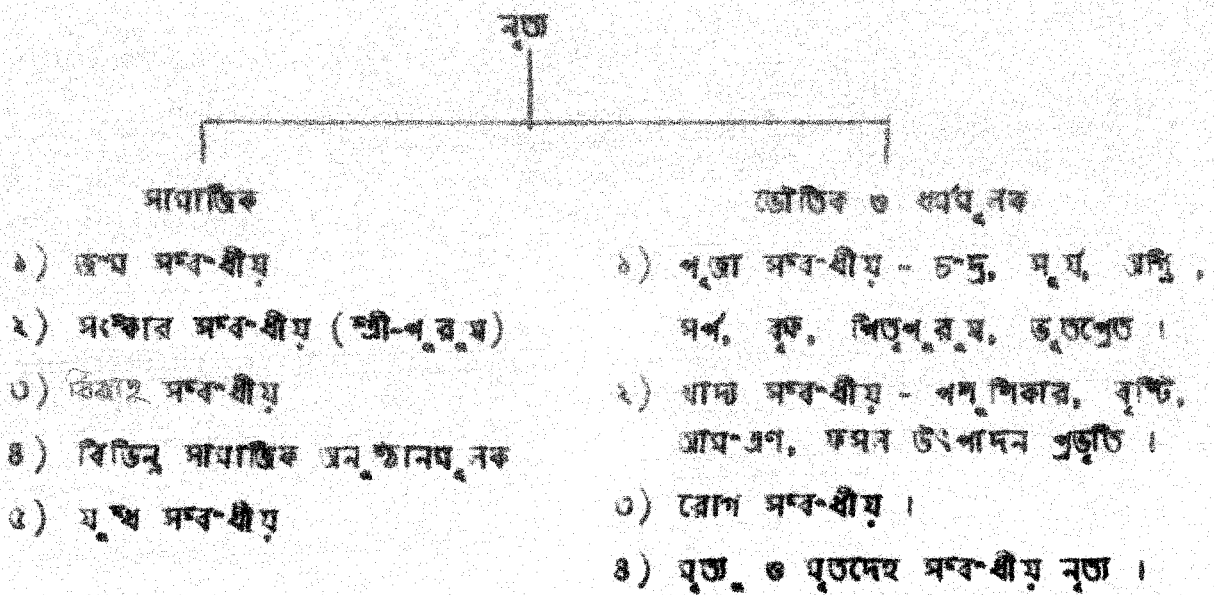 নৃত্য
সামাজিক
১) জন্ম সম্বন্ধীয়
২) সংস্কার সম্বন্ধীয় (স্ত্রী-পুরুষ)
৩) বিবাহ সম্বন্ধীয়
৪) বিভিন্ন সামাজিক অনুষ্ঠানমূলক
৫) যুদ্ধ সম্বন্ধীয়
ভৌতিক ও ধর্মমূলক
১) পূজা সম্বন্ধীয় - চন্দ্র, সূর্য, অগ্নি,
সর্প, বৃক্ষ, পিতৃপুরুষ, ভূতপ্রেত ।
২) খাদ্য সম্বন্ধীয় - পশুশিকার, বৃষ্টি,
আমন্ত্রণ, ফসল উৎপাদন প্রভৃতি ।
৩) রোগ সম্বন্ধীয় ।
৪) মৃত্যু ও মৃতদেহ সম্বন্ধীয় নৃত্য ।